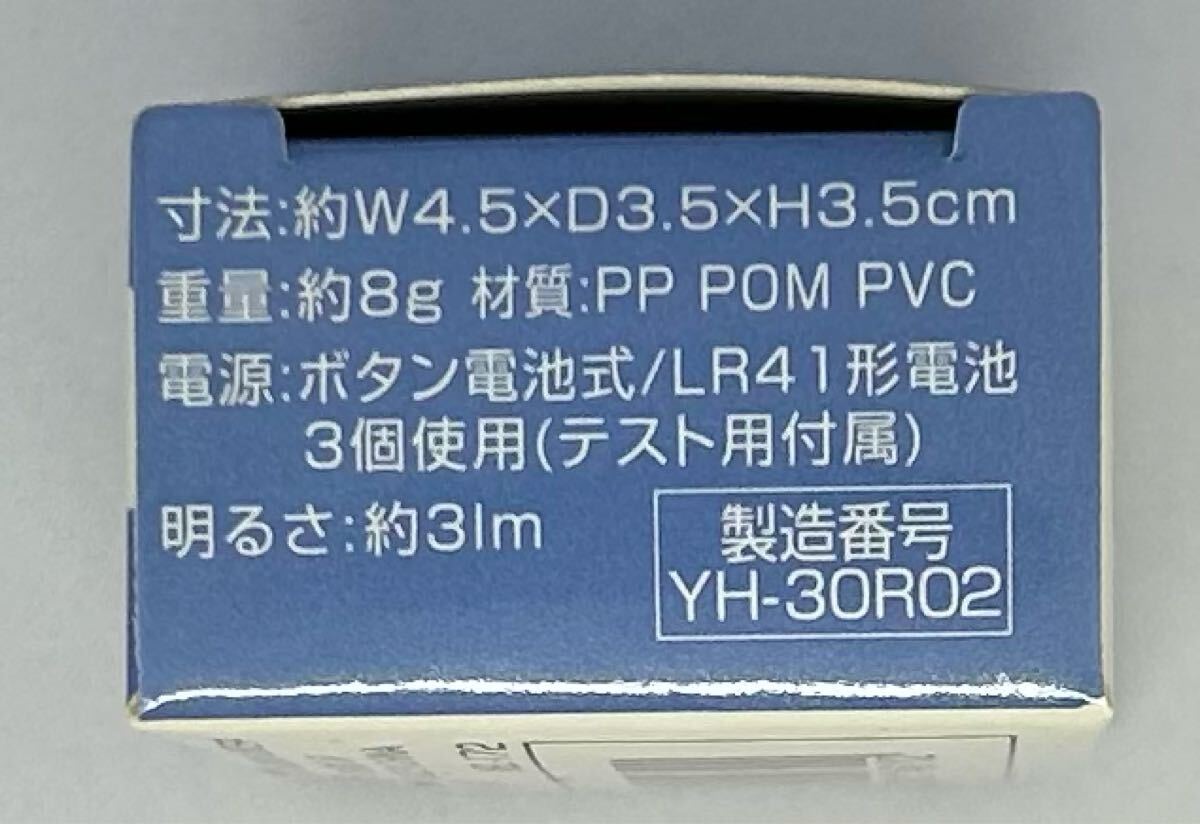 寸法:約W4.5×D3.5×H3.5cm
重量:約8g 材質:PP POM PVC
電源:ボタン電池式/LR41形電池
3個使用(テスト用付属)
明るさ:約3lm
製造番号
YH-30R02